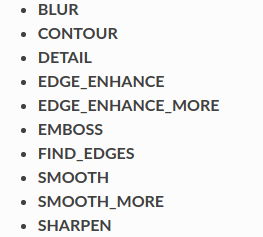 BLUR
CONTOUR
DETAIL
EDGE_ENHANCE
EDGE_ENHANCE_MORE
EMBOSS
FIND_EDGES
SMOOTH
SMOOTH_MORE
SHARPEN